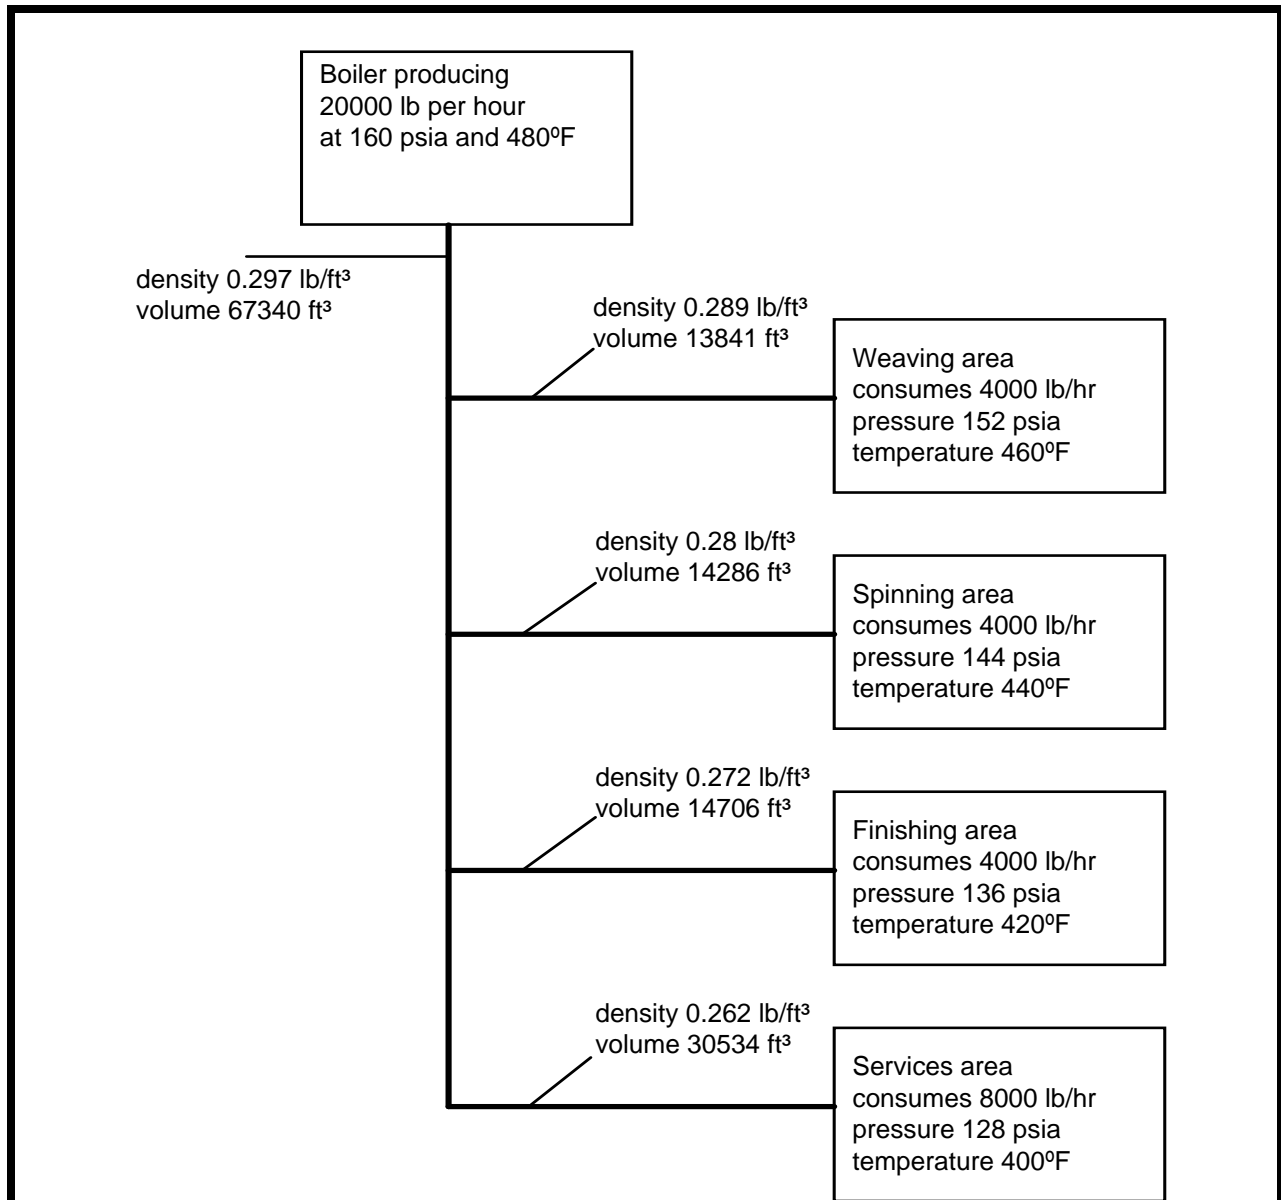 Boiler producing
20000 lb per hour
at 160 psia and 480ºF
density 0.297 lb/ft³
volume 67340 ft³
density 0.289 lb/ft³
volume 13841 ft³
Weaving area
consumes 4000 lb/hr
pressure 152 psia
temperature 460ºF
density 0.28 lb/ft³
volume 14286 ft³
Spinning area
consumes 4000 lb/hr
pressure 144 psia
temperature 440ºF
density 0.272 lb/ft³
volume 14706 ft³
Finishing area
consumes 4000 lb/hr
pressure 136 psia
temperature 420ºF
density 0.262 lb/ft³
volume 30534 ft³
Services area
consumes 8000 lb/hr
pressure 128 psia
temperature 400ºF